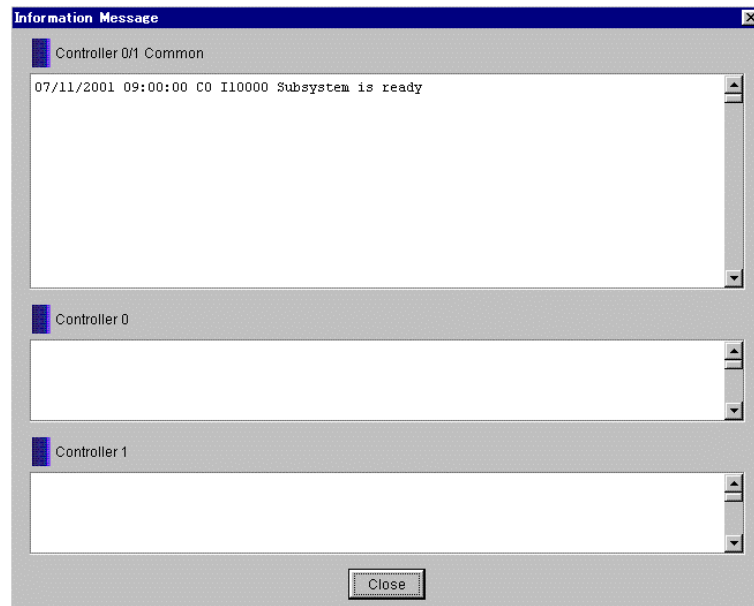 Information Message
Controller 0/1 Common
07/11/2001 09:00:00 C0 I10000 Subsystem is ready
Controller 0
Controller 1
Close